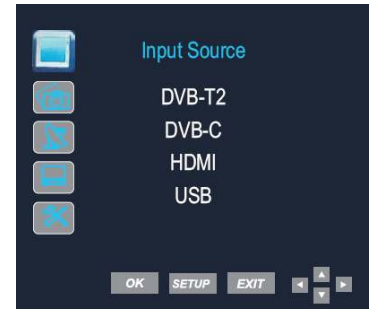 Input Source
DVB-T2
DVB-C
HDMI
USB
OK SETUP EXIT